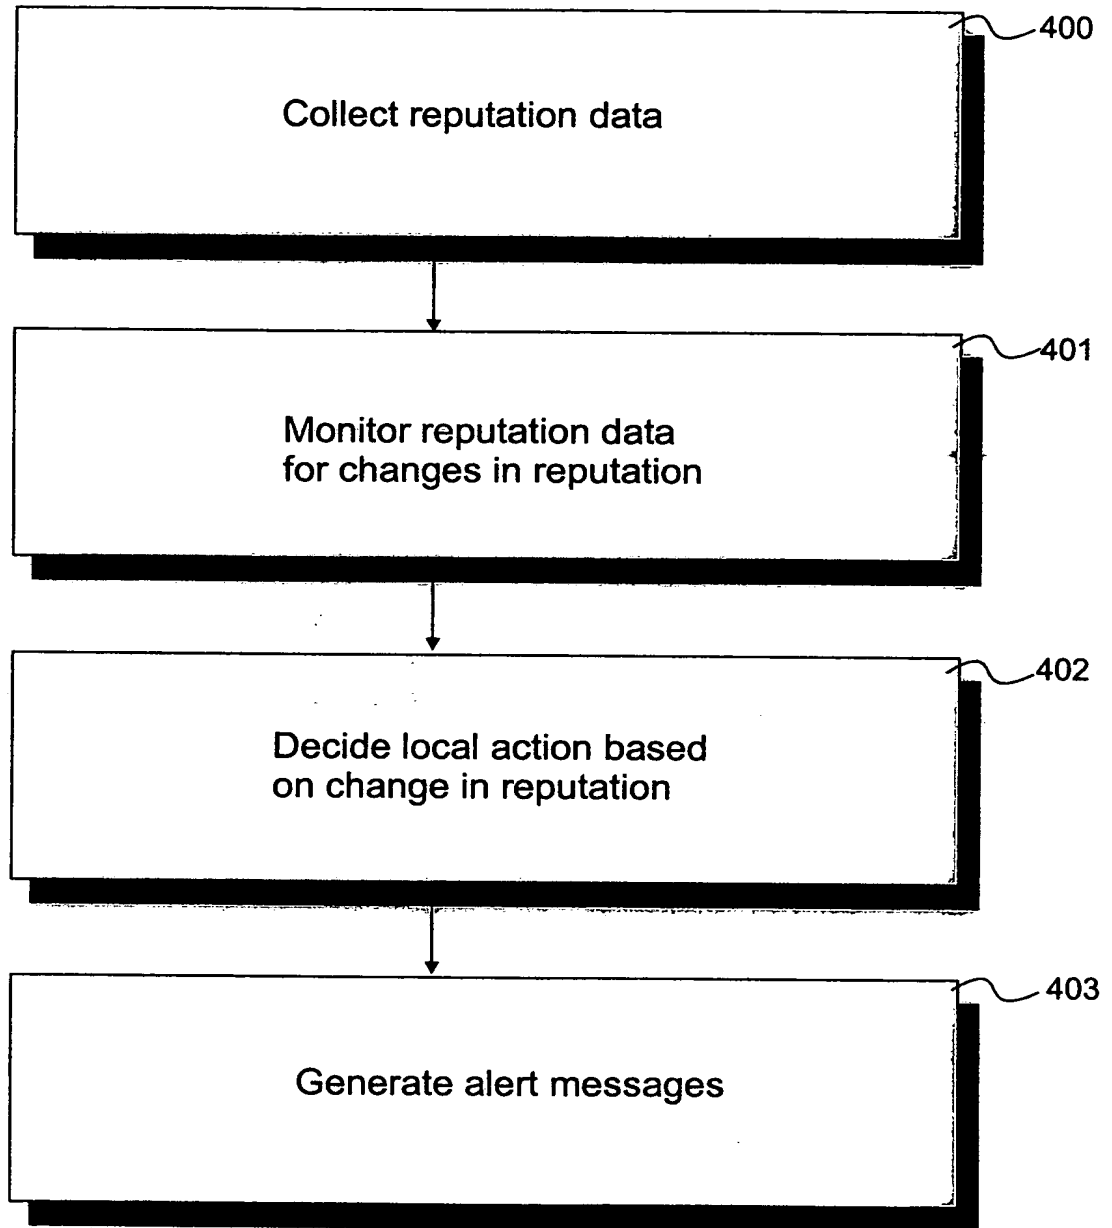 400
Collect reputation data
401
Monitor reputation data
for changes in reputation
402
Decide local action based
on change in reputation
403
Generate alert messages